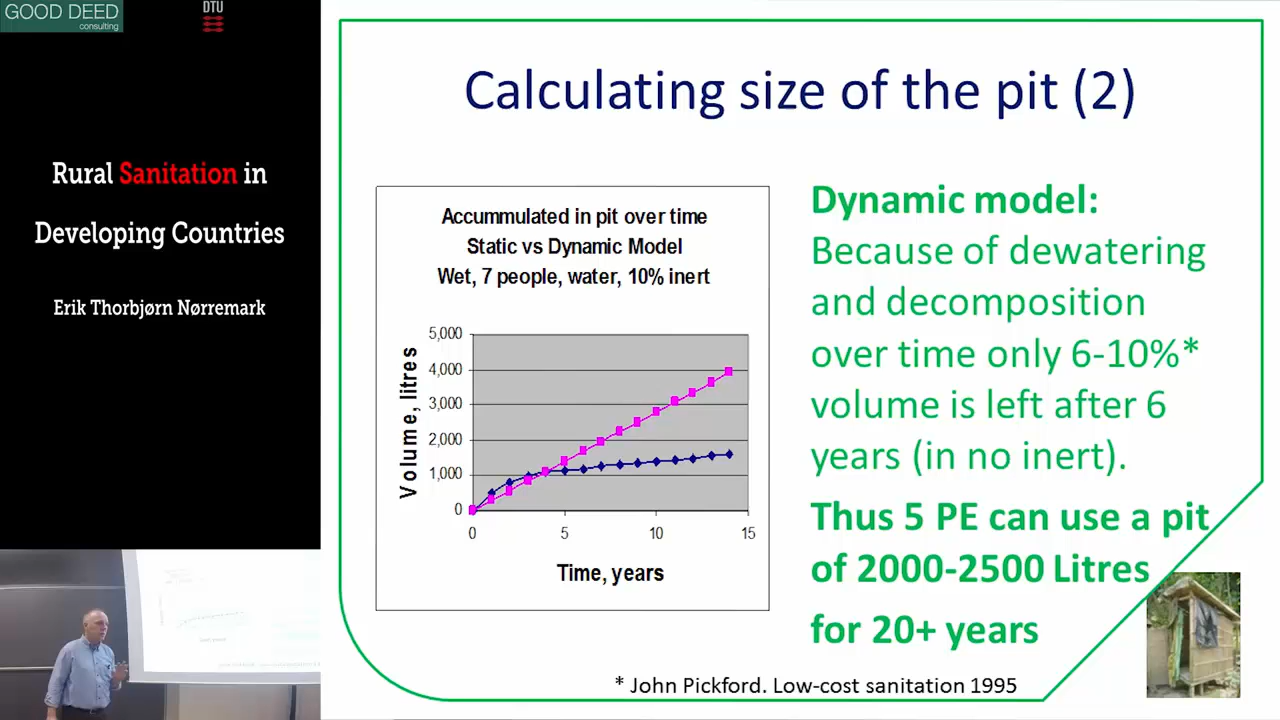 GOOD DEED
consulting
DTU
Rural Sanitation in
Developing Countries
Erik Thorbjørn Nørremark
Calculating size of the pit (2)
Accummulated in pit over time
Static vs Dynamic Model
Wet, 7 people, water, 10% inert
Volume, litres
5,000
4,000
3,000
2,000
1,000
0
0 5 10 15
Time, years
Dynamic model:
Because of dewatering
and decomposition
over time only 6-10%*
volume is left after 6
years (in no inert).
Thus 5 PE can use a pit
of 2000-2500 Litres
for 20+ years
* John Pickford. Low-cost sanitation 1995